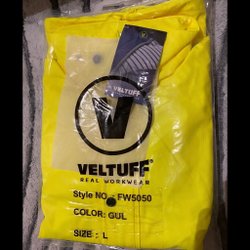 VELTUFF
VELTUFF®
REAL WORKWEAR
Style NO.: FW5050
COLOR: GUL
SIZE: L